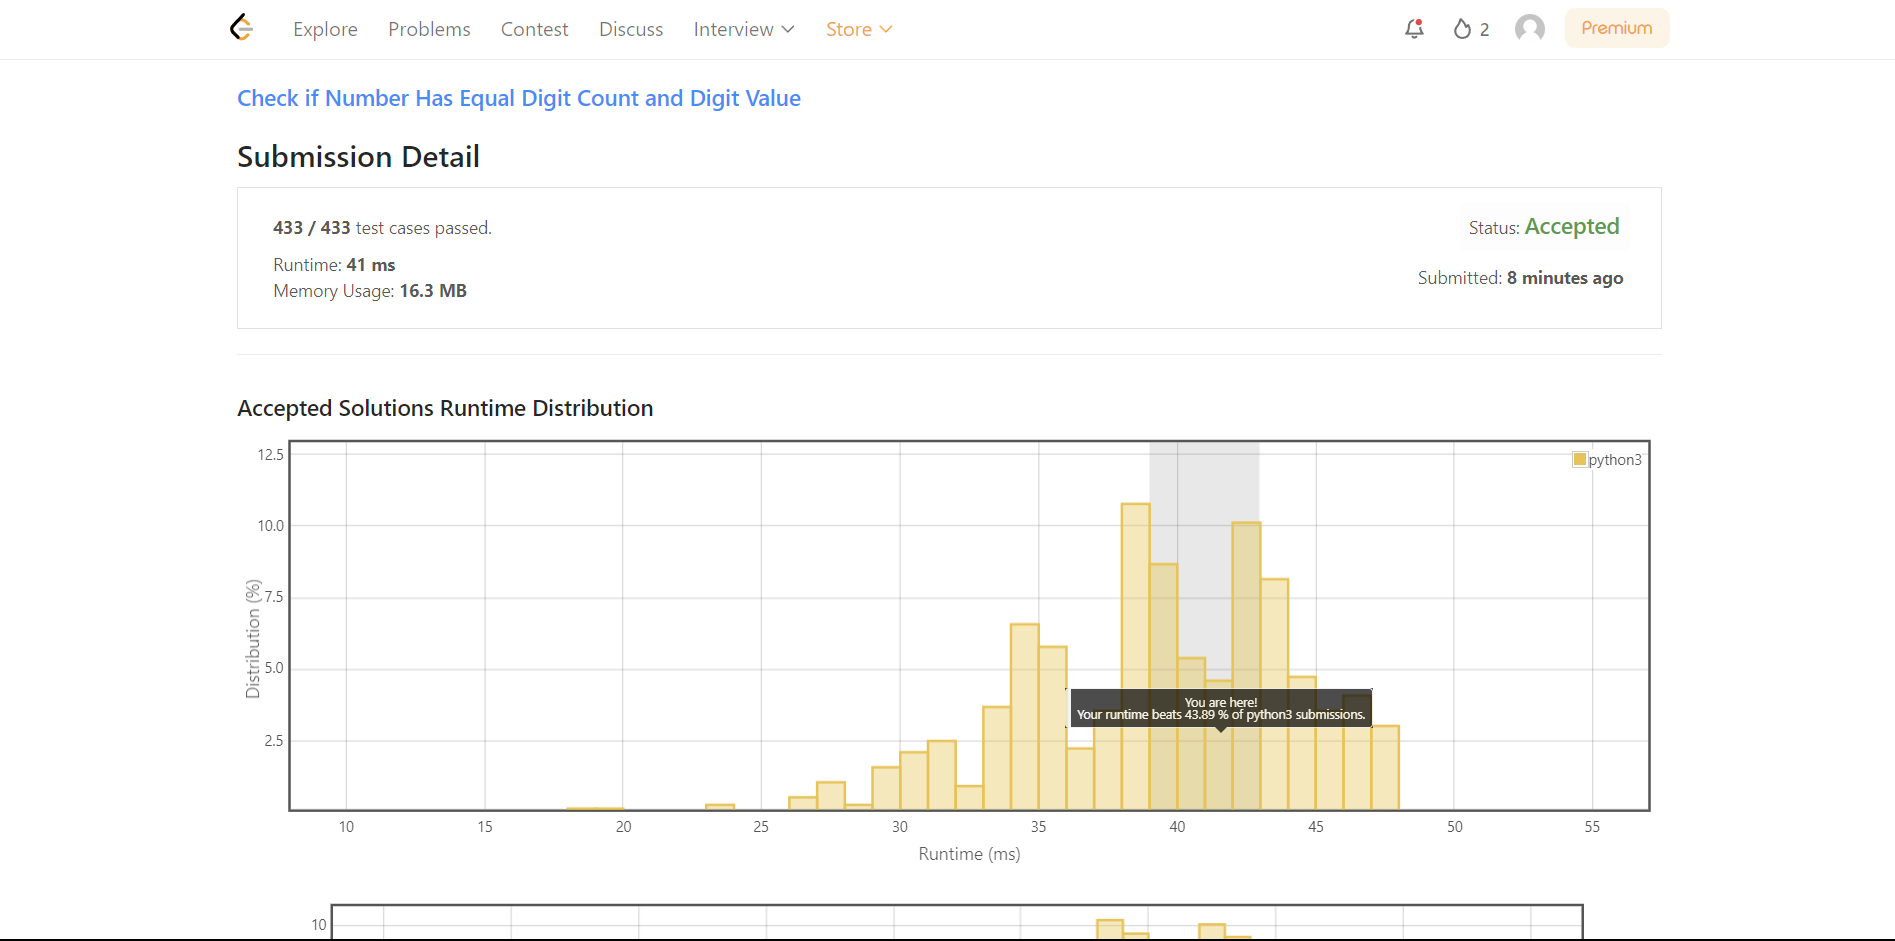 Explore Problems Contest Discuss Interview Store 2 Premium
Check if Number Has Equal Digit Count and Digit Value
Submission Detail
433 / 433 test cases passed.
Status: Accepted
Runtime: 41 ms
Submitted: 8 minutes ago
Memory Usage: 16.3 MB
Accepted Solutions Runtime Distribution
12.5
python3
10.0
7.5
5.0
2.5
Distribution (%)
You are here!
Your runtime beats 43.89 % of python3 submissions.
10 15 20 25 30 35 40 45 50 55
Runtime (ms)
10